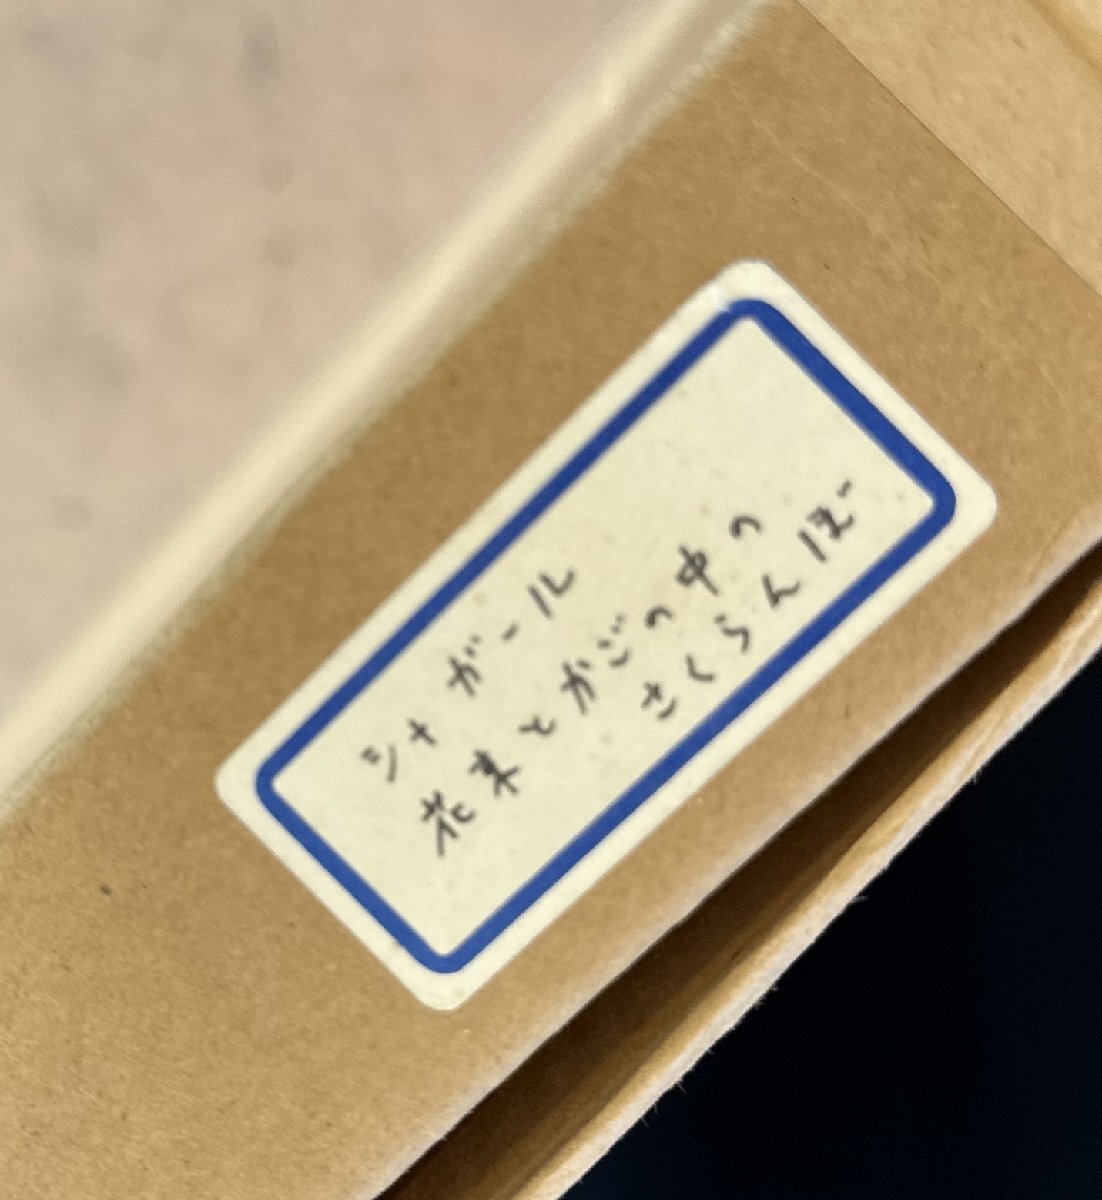 シャガール
花束とかごの中の
さくらんぼ